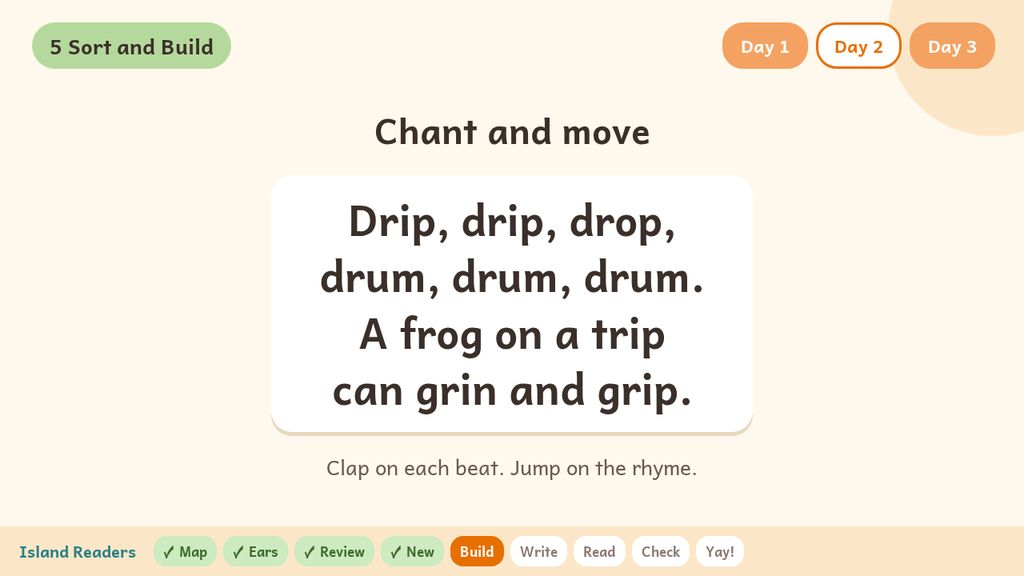 5 Sort and Build
Day 1
Day 2
Day 3
Chant and move
Drip, drip, drop,
drum, drum, drum.
A frog on a trip
can grin and grip.
Clap on each beat. Jump on the rhyme.
Island Readers
✓ Map
✓ Ears
✓ Review
✓ New
Build
Write
Read
Check
Yay!